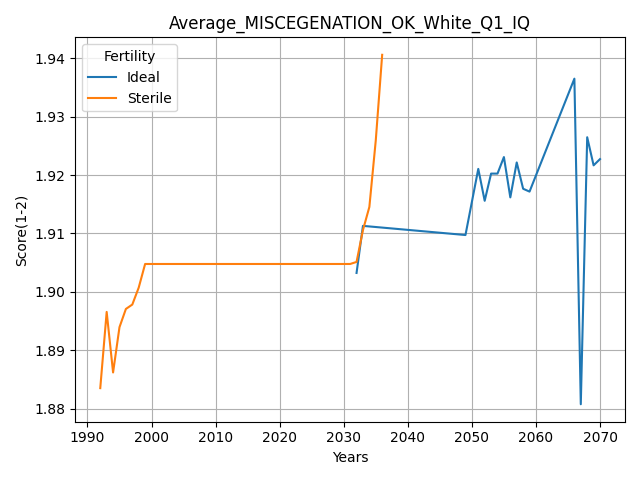 Average_MISCEGENATION_OK_White_Q1_IQ
Fertility
Ideal
Sterile
Score(1-2)
1.94
1.93
1.92
1.91
1.90
1.89
1.88
1990 2000 2010 2020 2030 2040 2050 2060 2070
Years